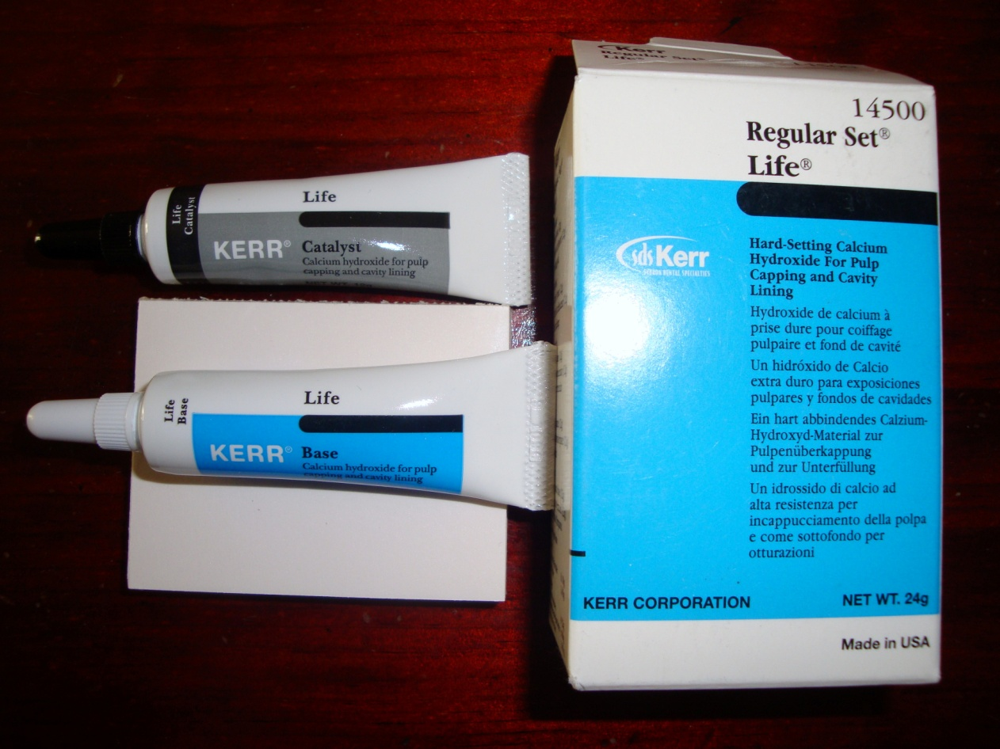 Kerr
Regular Set®
Life®
14500
Regular Set®
Life®
sds Kerr
SYBRON DENTAL SPECIALTIES
Hard-Setting Calcium
Hydroxide For Pulp
Capping and Cavity
Lining
Hydroxide de calcium à
prise dure pour coiffage
pulpaire et fond de cavité
Un hidróxido de Calcio
extra duro para exposiciones
pulpares y fondos de cavidades
Ein hart abbindendes Calzium-
Hydroxyd-Material zur
Pulpenüberkappung
und zur Unterfüllung
Un idrossido di calcio ad
alta resistenza per
incappucciamento della polpa
e come sottofondo per
otturazioni
KERR CORPORATION
NET WT. 24g
Made in USA
Life
Catalyst
Life
KERR®
Catalyst
Calcium hydroxide for pulp
capping and cavity lining
NET WT.
Life
Base
Life
KERR®
Base
Calcium hydroxide for pulp
capping and cavity lining